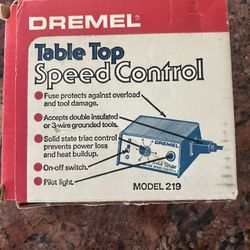 DREMEL
Table Top
Speed Control
Fuse protects against overload
and tool damage.
Accepts double insulated
or 3-wire grounded tools.
Solid state triac control
prevents power loss
and heat buildup.
On-off switch.
Pilot light.
DREMEL
MODEL 219